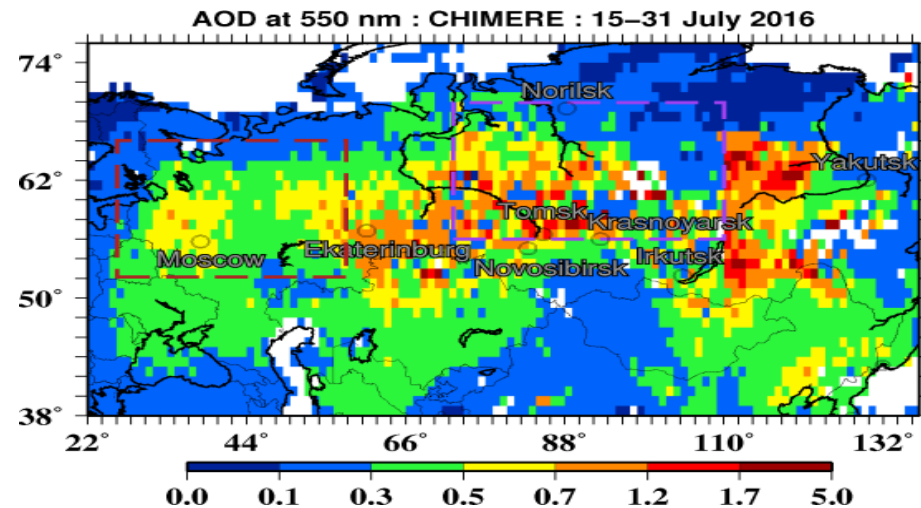 AOD at 550 nm : CHIMERE : 15–31 July 2016
74°
Norilsk
62°
Yakutsk
Tomsk
Krasnoyarsk
Moscow
Ekaterinburg
Irkutsk
Novosibirsk
50°
38°
22° 44° 66° 88° 110° 132°
0.0 0.1 0.3 0.5 0.7 1.2 1.7 5.0